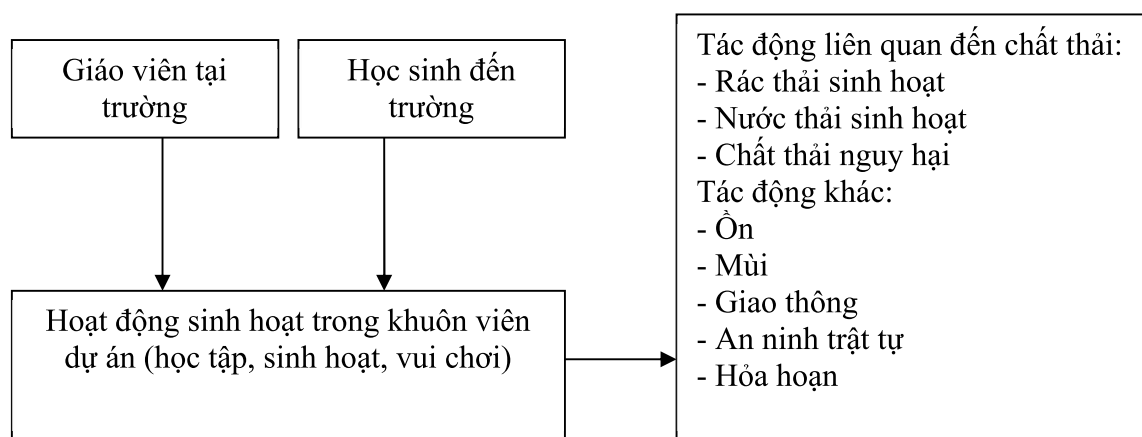 Giáo viên tại
trường
Học sinh đến
trường
Tác động liên quan đến chất thải:
- Rác thải sinh hoạt
- Nước thải sinh hoạt
- Chất thải nguy hại
Tác động khác:
- Ồn
- Mùi
- Giao thông
- An ninh trật tự
- Hỏa hoạn
Hoạt động sinh hoạt trong khuôn viên
dự án (học tập, sinh hoạt, vui chơi)